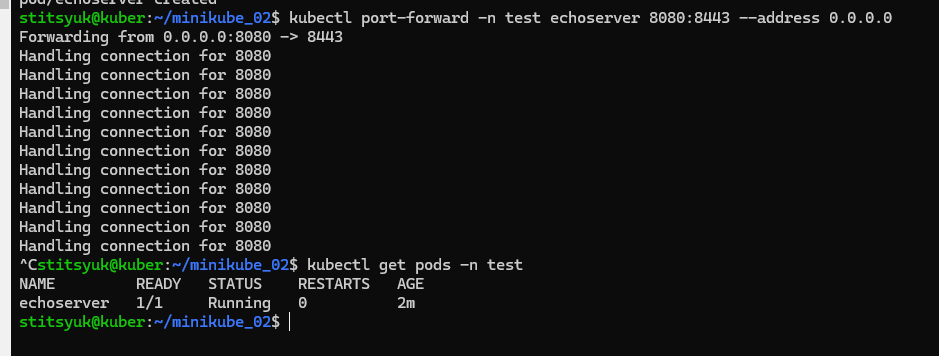 pod/echoserver created
stitsyuk@kuber:~/minikube_02$ kubectl port-forward -n test echoserver 8080:8443 --address 0.0.0.0
Forwarding from 0.0.0.0:8080 -> 8443
Handling connection for 8080
Handling connection for 8080
Handling connection for 8080
Handling connection for 8080
Handling connection for 8080
Handling connection for 8080
Handling connection for 8080
Handling connection for 8080
Handling connection for 8080
Handling connection for 8080
Handling connection for 8080
^Cstitsyuk@kuber:~/minikube_02$ kubectl get pods -n test
NAME         READY   STATUS    RESTARTS   AGE
echoserver   1/1     Running   0          2m
stitsyuk@kuber:~/minikube_02$